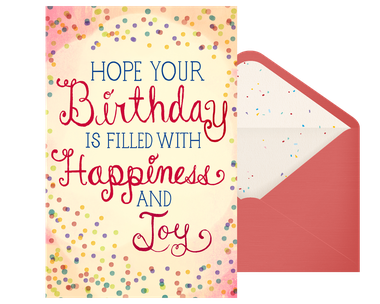 HOPE YOUR
Birthday
IS FILLED WITH
Happiness
AND
Joy